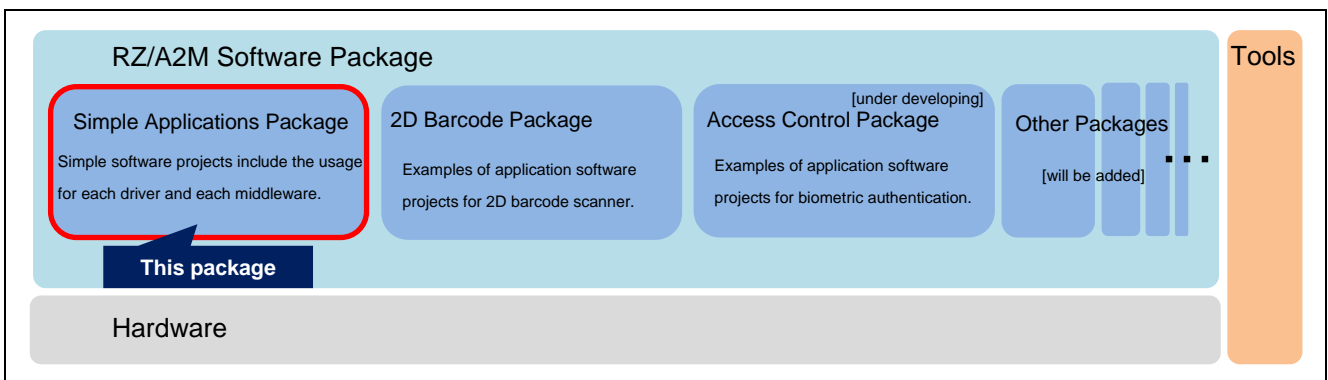 RZ/A2M Software Package
Tools
Simple Applications Package
Simple software projects include the usage
for each driver and each middleware.
This package
2D Barcode Package
Examples of application software
projects for 2D barcode scanner.
[under developing]
Access Control Package
Examples of application software
projects for biometric authentication.
Other Packages
...
[will be added]
Hardware